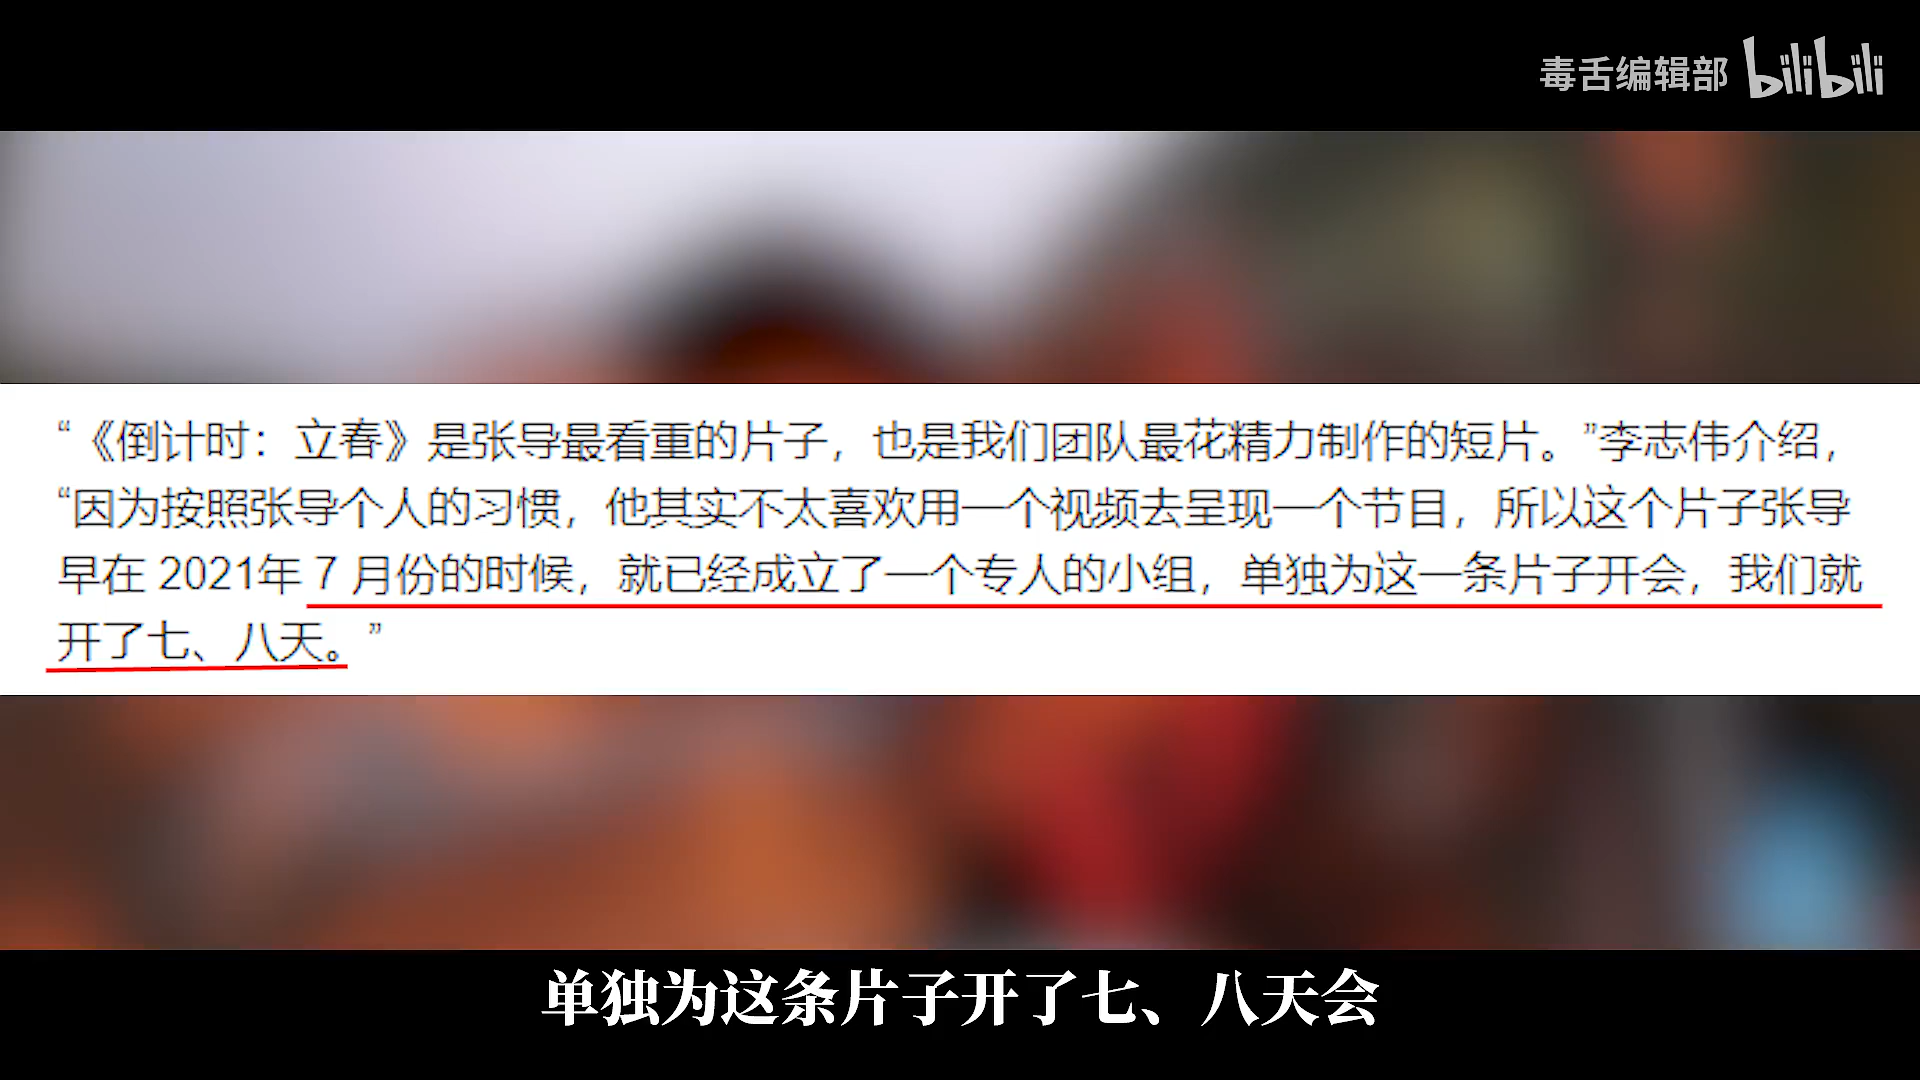 毒舌编辑部 bilibili
“《倒计时：立春》是张导最看重的片子，也是我们团队最花精力制作的短片。”李志伟介绍，
“因为按照张导个人的习惯，他其实不太喜欢用一个视频去呈现一个节目，所以这个片子张导
早在 2021年 7 月份的时候，就已经成立了一个专人的小组，单独为这一条片子开会，我们就
开了七、八天。”
单独为这条片子开了七、八天会